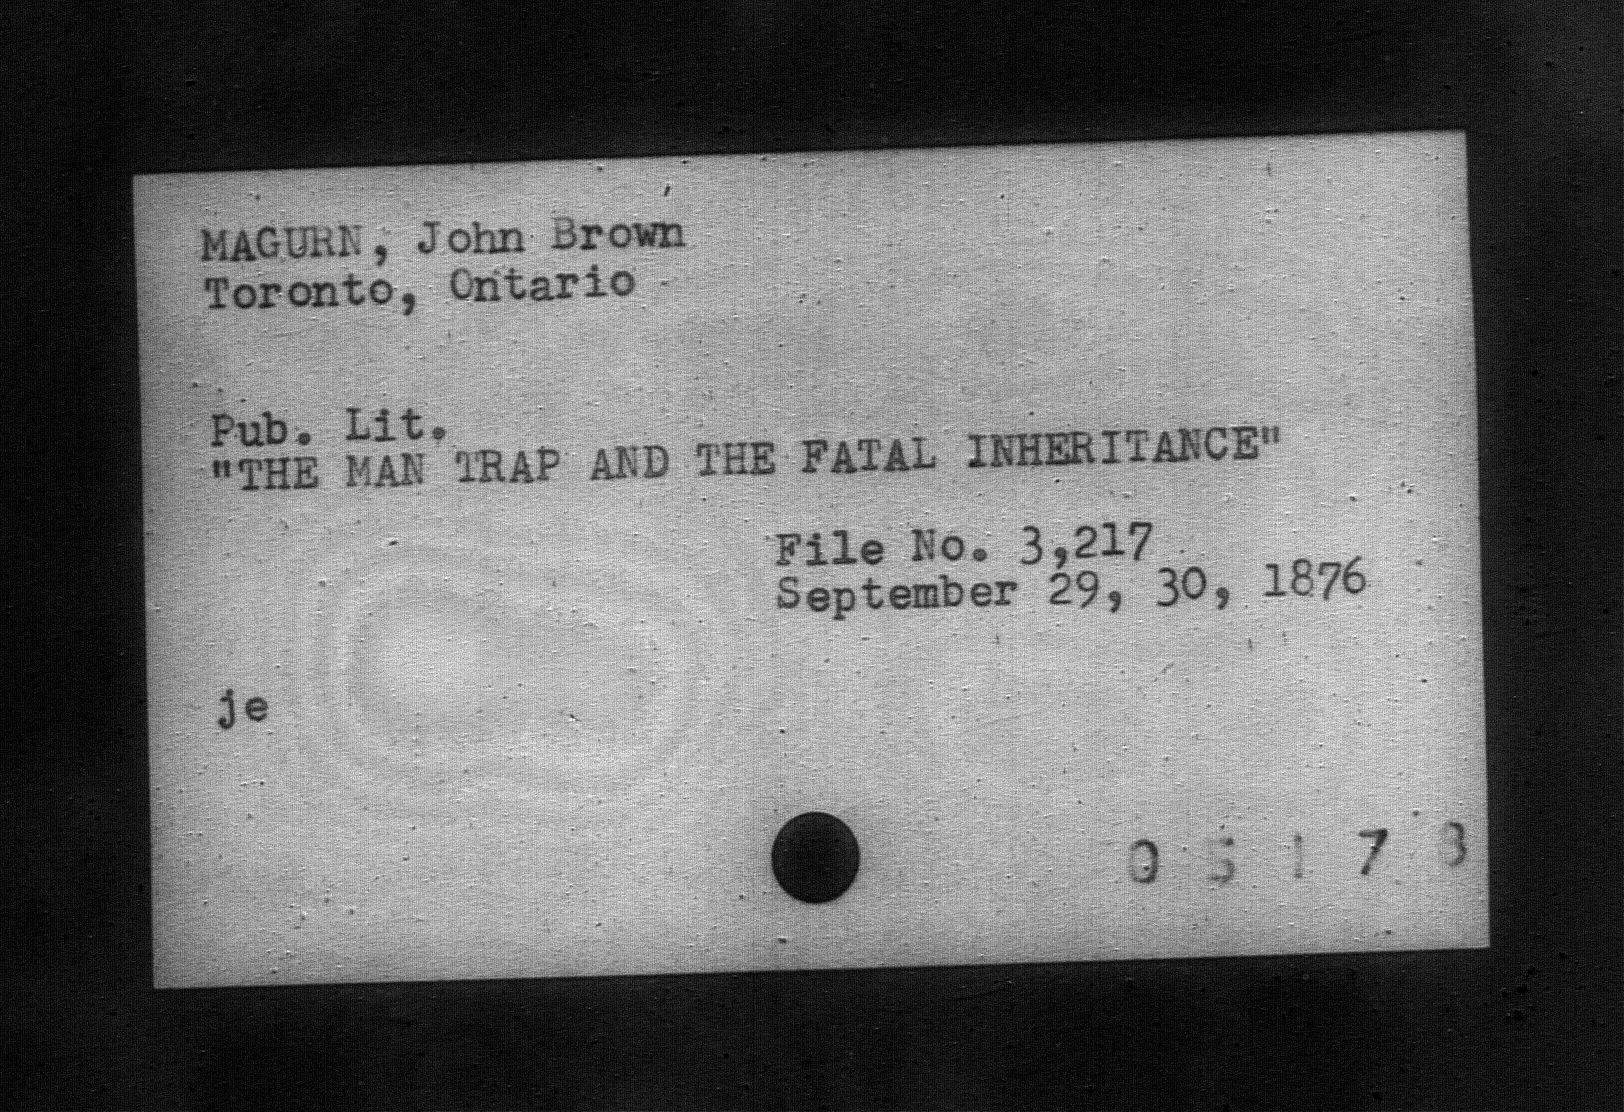 MAGURN, John Brown
Toronto, Ontario
Pub. Lit.
"THE MAN TRAP AND THE FATAL INHERITANCE"
File No. 3,217
September 29, 30, 1876
je